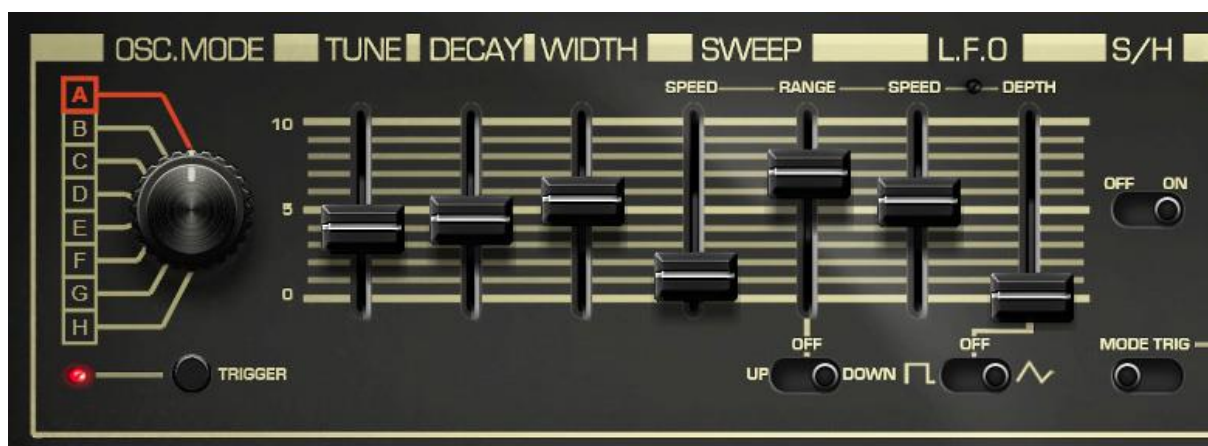 OSC.MODE TUNE DECAY WIDTH SWEEP L.F.O S/H
SPEED RANGE SPEED DEPTH
A
B
C
D
E
F
G
H
10
5
0
OFF ON
OFF OFF MODE TRIG
UP DOWN
TRIGGER